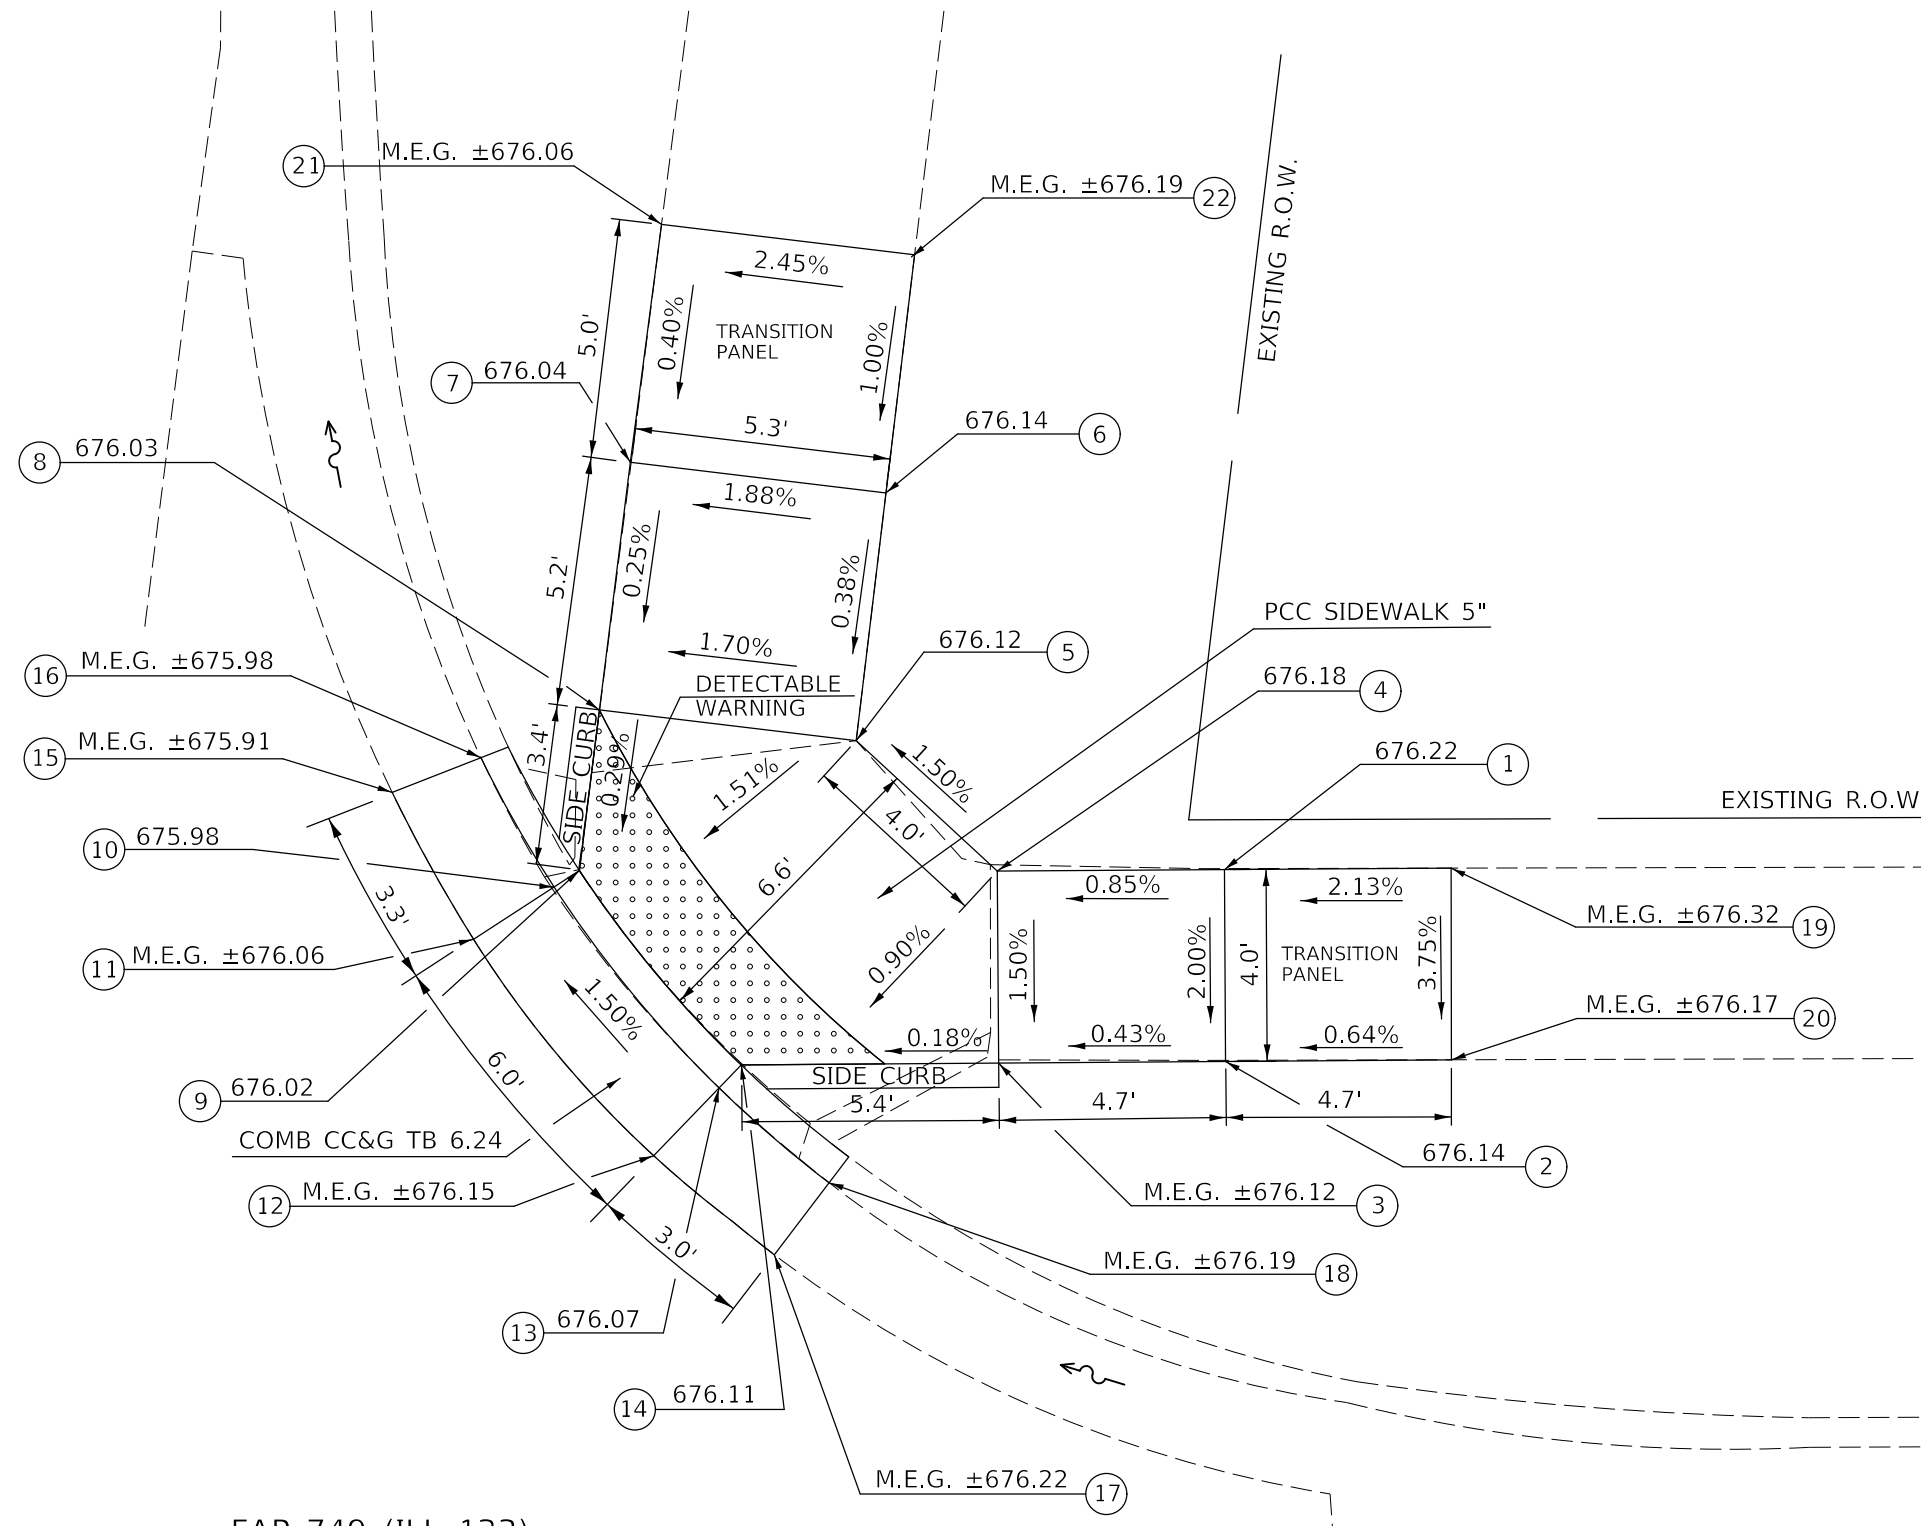 M.E.G. ±676.06
21
M.E.G. ±676.19
22
EXISTING R.O.W.
2.45%
5.0'
0.40%
TRANSITION
PANEL
1.00%
7
676.04
5.3'
676.14
6
8
676.03
1.88%
5.2'
0.25%
0.38%
PCC SIDEWALK 5"
1.70%
676.12
5
16
M.E.G. ±675.98
DETECTABLE
WARNING
676.18
4
15
M.E.G. ±675.91
3.4'
SIDE CURB
0.29%
1.51%
1.50%
676.22
1
EXISTING R.O.W
4.0'
10
675.98
6.6'
0.85%
2.13%
3.3'
M.E.G. ±676.32
19
11
M.E.G. ±676.06
0.90%
1.50%
2.00%
4.0'
TRANSITION
PANEL
3.75%
1.50%
M.E.G. ±676.17
20
0.18%
0.43%
0.64%
6.0'
SIDE CURB
9
676.02
5.4'
4.7'
4.7'
COMB CC&G TB 6.24
676.14
2
12
M.E.G. ±676.15
M.E.G. ±676.12
3
3.0'
M.E.G. ±676.19
18
13
676.07
14
676.11
M.E.G. ±676.22
17
FAP 749 (ILL 132)